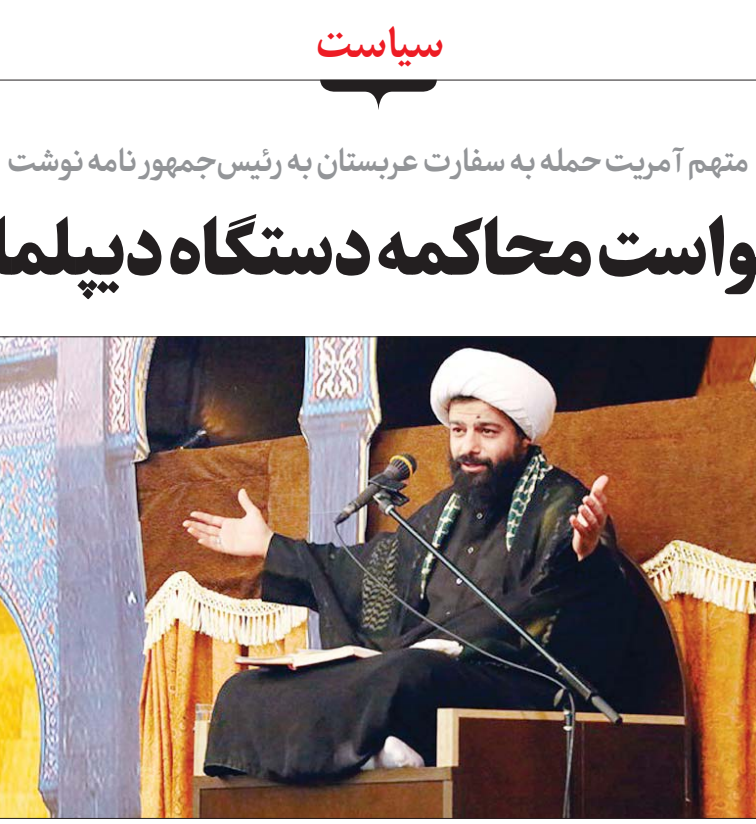 سیاست
متهم آمریت حمله به سفارت عربستان به رئیس‌جمهور نامه نوشت
واست محاکمه دستگاه دیپلما